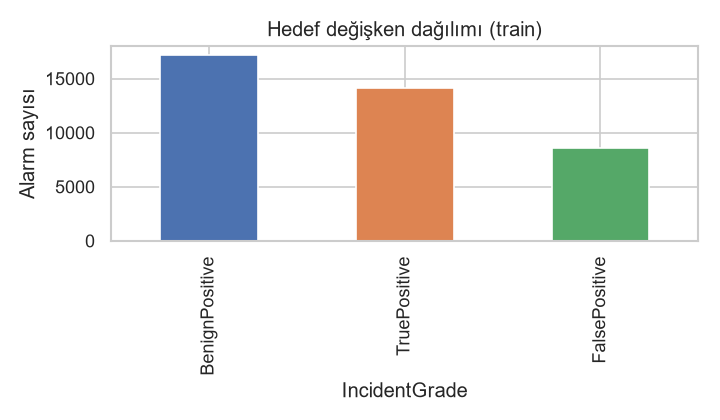 Hedef değişken dağılımı (train)
Alarm sayısı
15000
10000
5000
0
BenignPositive
TruePositive
FalsePositive
IncidentGrade